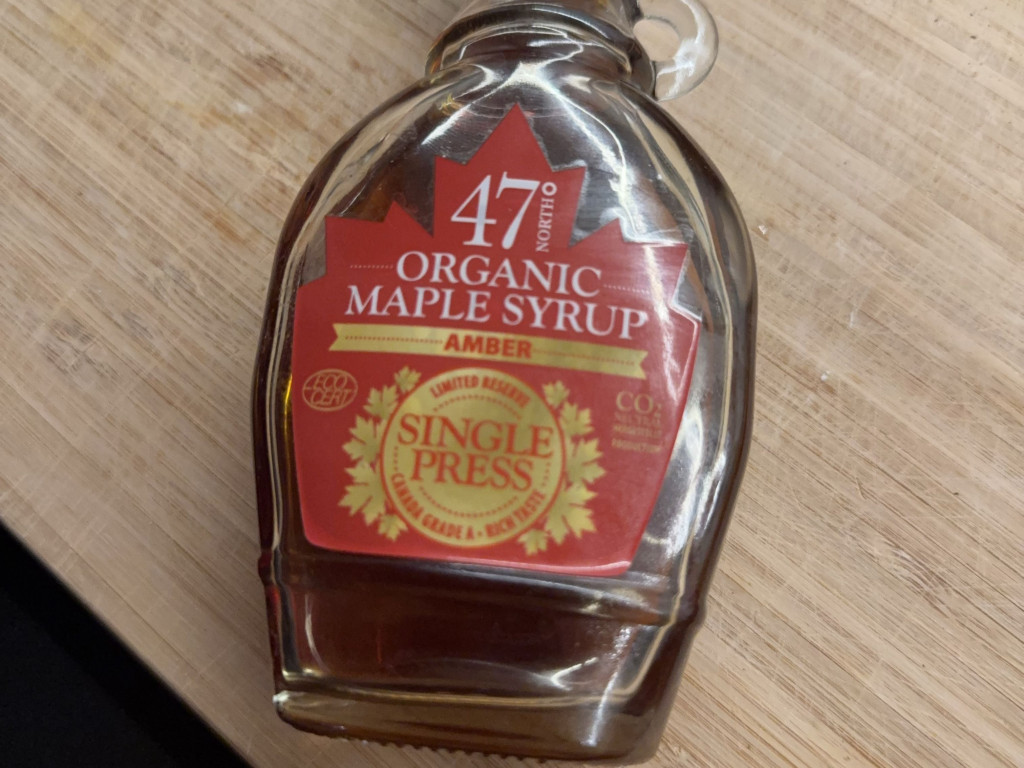 47°
NORTH
ORGANIC
MAPLE SYRUP
AMBER
ECO
CERT
LIMITED RESERVE
SINGLE
PRESS
CANADA GRADE A • RICH TASTE
CO₂